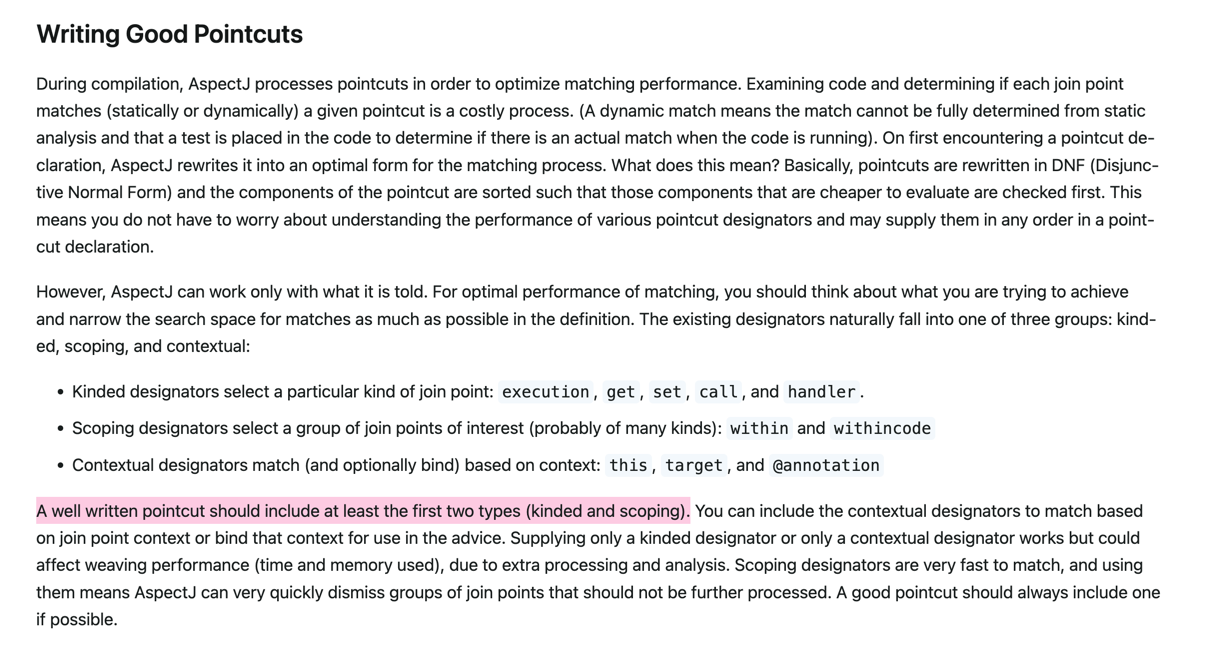 Writing Good Pointcuts
During compilation, AspectJ processes pointcuts in order to optimize matching performance. Examining code and determining if each join point
matches (statically or dynamically) a given pointcut is a costly process. (A dynamic match means the match cannot be fully determined from static
analysis and that a test is placed in the code to determine if there is an actual match when the code is running). On first encountering a pointcut de-
claration, AspectJ rewrites it into an optimal form for the matching process. What does this mean? Basically, pointcuts are rewritten in DNF (Disjunc-
tive Normal Form) and the components of the pointcut are sorted such that those components that are cheaper to evaluate are checked first. This
means you do not have to worry about understanding the performance of various pointcut designators and may supply them in any order in a point-
cut declaration.
However, AspectJ can work only with what it is told. For optimal performance of matching, you should think about what you are trying to achieve
and narrow the search space for matches as much as possible in the definition. The existing designators naturally fall into one of three groups: kind-
ed, scoping, and contextual:
• Kinded designators select a particular kind of join point: execution, get, set, call, and handler.
• Scoping designators select a group of join points of interest (probably of many kinds): within and withincode
• Contextual designators match (and optionally bind) based on context: this, target, and @annotation
A well written pointcut should include at least the first two types (kinded and scoping). You can include the contextual designators to match based
on join point context or bind that context for use in the advice. Supplying only a kinded designator or only a contextual designator works but could
affect weaving performance (time and memory used), due to extra processing and analysis. Scoping designators are very fast to match, and using
them means AspectJ can very quickly dismiss groups of join points that should not be further processed. A good pointcut should always include one
if possible.